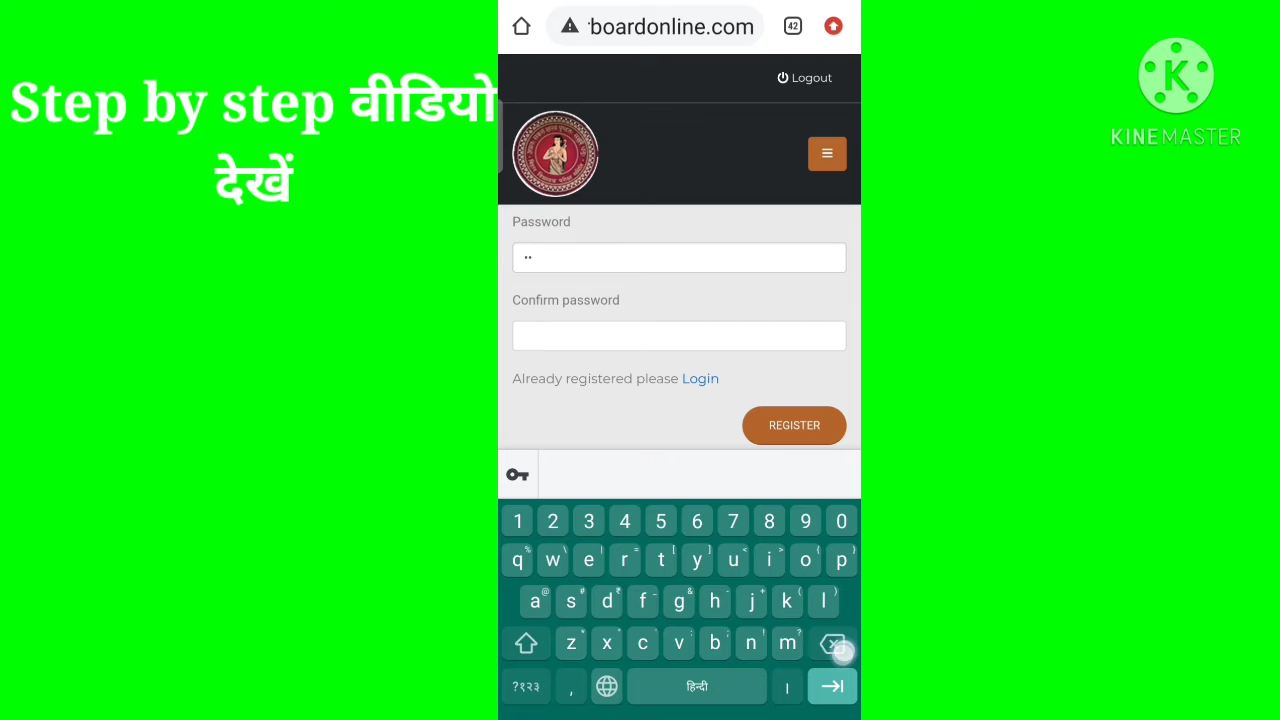 Step by step वीडियो
देखें
boardonline.com
42
Logout
K
KINEMASTER
Password
Confirm password
Already registered please Login
REGISTER
1 2 3 4 5 6 7 8 9 0
q w e r t y u i o p
a s d f g h j k l
z x c v b n m
?१२३ , हिन्दी ।